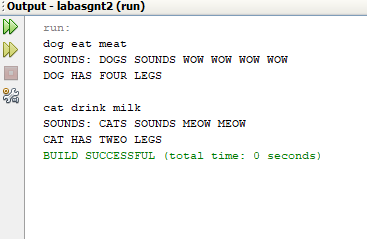 Output - labasgnt2 (run)
run:
dog eat meat
SOUNDS: DOGS SOUNDS WOW WOW WOW WOW
DOG HAS FOUR LEGS
cat drink milk
SOUNDS: CATS SOUNDS MEOW MEOW
CAT HAS TWEO LEGS
BUILD SUCCESSFUL (total time: 0 seconds)